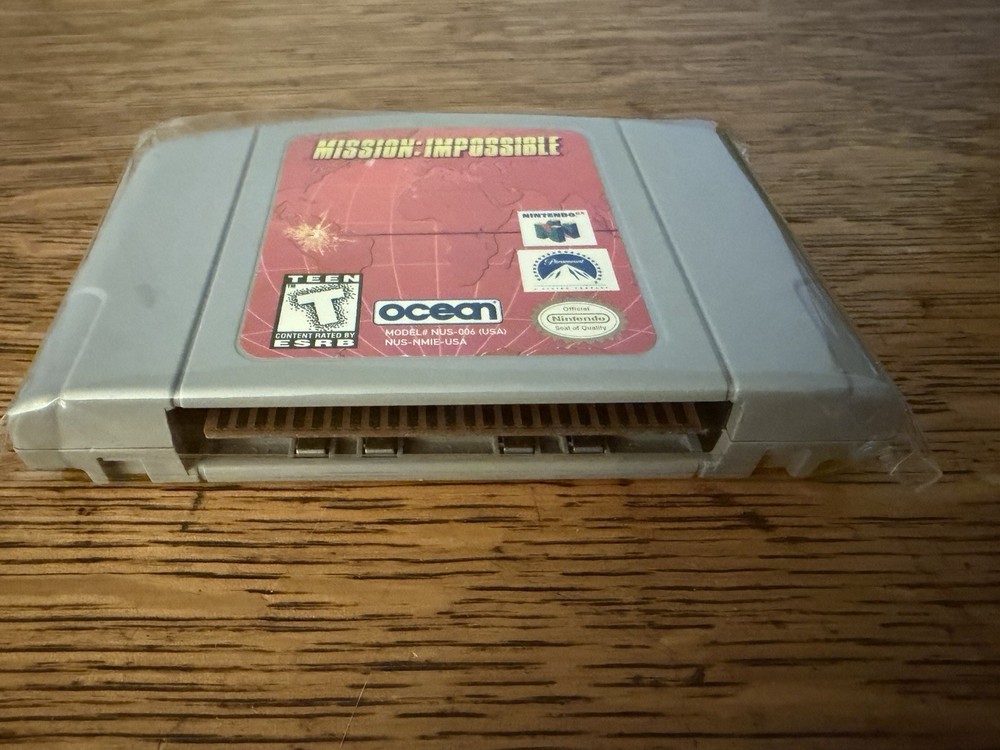 MISSION: IMPOSSIBLE
NINTENDO64
Paramount
TEEN
T
CONTENT RATED BY
ESRB
ocean
MODEL# NUS-006 (USA)
NUS-NMIE-USA
Official
Nintendo
Seal of Quality